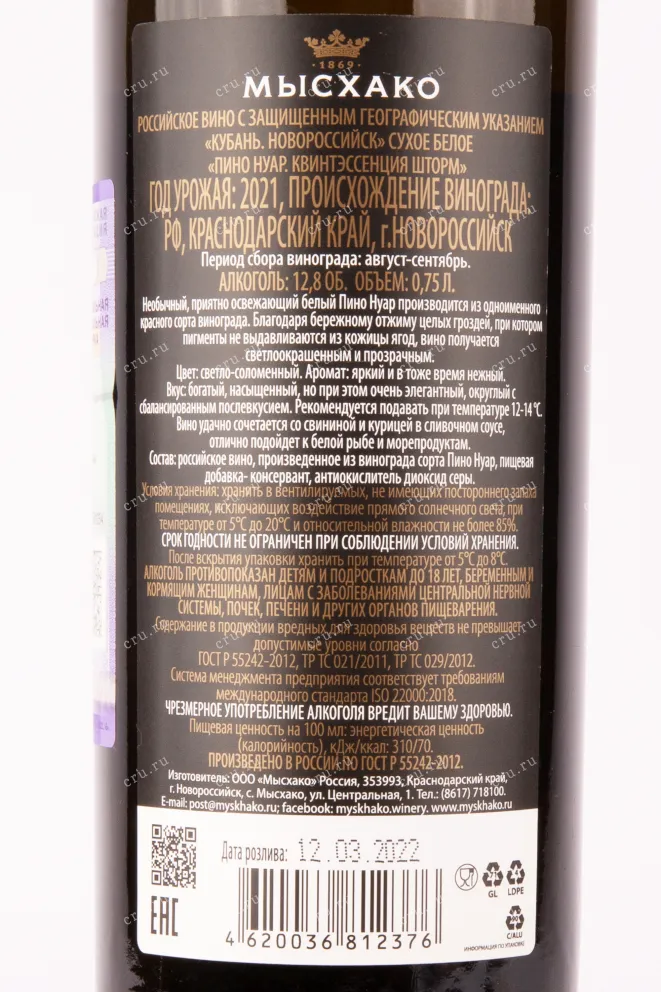 · 1869 ·
МЫСХАКО
РОССИЙСКОЕ ВИНО С ЗАЩИЩЕННЫМ ГЕОГРАФИЧЕСКИМ УКАЗАНИЕМ
«КУБАНЬ. НОВОРОССИЙСК» СУХОЕ БЕЛОЕ
«ПИНО НУАР. КВИНТЭССЕНЦИЯ ШТОРМ»
ГОД УРОЖАЯ: 2021, ПРОИСХОЖДЕНИЕ ВИНОГРАДА:
РФ, КРАСНОДАРСКИЙ КРАЙ, г.НОВОРОССИЙСК
Период сбора винограда: август-сентябрь.
АЛКОГОЛЬ: 12,8 ОБ. ОБЪЕМ: 0,75 Л.
Необычный, приятно освежающий белый Пино Нуар производится из одноименного
красного сорта винограда. Благодаря бережному отжиму целых гроздей, при котором
пигменты не выдавливаются из кожицы ягод, вино получается
светлоокрашенным и прозрачным.
Цвет: светло-соломенный. Аромат: яркий и в тоже время нежный.
Вкус: богатый, насыщенный, но при этом очень элегантный, округлый с
сбалансированным послевкусием. Рекомендуется подавать при температуре 12-14 °C.
Вино удачно сочетается со свининой и курицей в сливочном соусе,
отлично подойдет к белой рыбе и морепродуктам.
Состав: российское вино, произведенное из винограда сорта Пино Нуар, пищевая
добавка- консервант, антиокислитель диоксид серы.
Условия хранения: хранить в вентилируемых, не имеющих постороннего запаха
помещениях, исключающих воздействие прямого солнечного света, при
температуре от 5°C до 20°C и относительной влажности не более 85%.
СРОК ГОДНОСТИ НЕ ОГРАНИЧЕН ПРИ СОБЛЮДЕНИИ УСЛОВИЙ ХРАНЕНИЯ.
После вскрытия упаковки хранить при температуре от 5°C до 8°C.
АЛКОГОЛЬ ПРОТИВОПОКАЗАН ДЕТЯМ И ПОДРОСТКАМ ДО 18 ЛЕТ, БЕРЕМЕННЫМ И
КОРМЯЩИМ ЖЕНЩИНАМ, ЛИЦАМ С ЗАБОЛЕВАНИЯМИ ЦЕНТРАЛЬНОЙ НЕРВНОЙ
СИСТЕМЫ, ПОЧЕК, ПЕЧЕНИ И ДРУГИХ ОРГАНОВ ПИЩЕВАРЕНИЯ.
Содержание в продукции вредных для здоровья веществ не превышает
допустимые уровни согласно
ГОСТ Р 55242-2012, ТР ТС 021/2011, ТР ТС 029/2012.
Система менеджмента предприятия соответствует требованиям
международного стандарта ISO 22000:2018.
ЧРЕЗМЕРНОЕ УПОТРЕБЛЕНИЕ АЛКОГОЛЯ ВРЕДИТ ВАШЕМУ ЗДОРОВЬЮ.
Пищевая ценность на 100 мл: энергетическая ценность
(калорийность), кДж/ккал: 310/70.
ПРОИЗВЕДЕНО В РОССИИ ПО ГОСТ Р 55242-2012.
Изготовитель: ООО «Мысхако» Россия, 353993, Краснодарский край,
г. Новороссийск, с. Мысхако, ул. Центральная, 1. Тел.: (8617) 718100.
E-mail: post@myskhako.ru; facebook: myskhako.winery. www.myskhako.ru
Дата розлива: 12.03.2022
GL LDPE
C/ALU
ИНФОРМАЦИЯ ПО УПАКОВКЕ
EAC
4 620036 812376
cru.ru